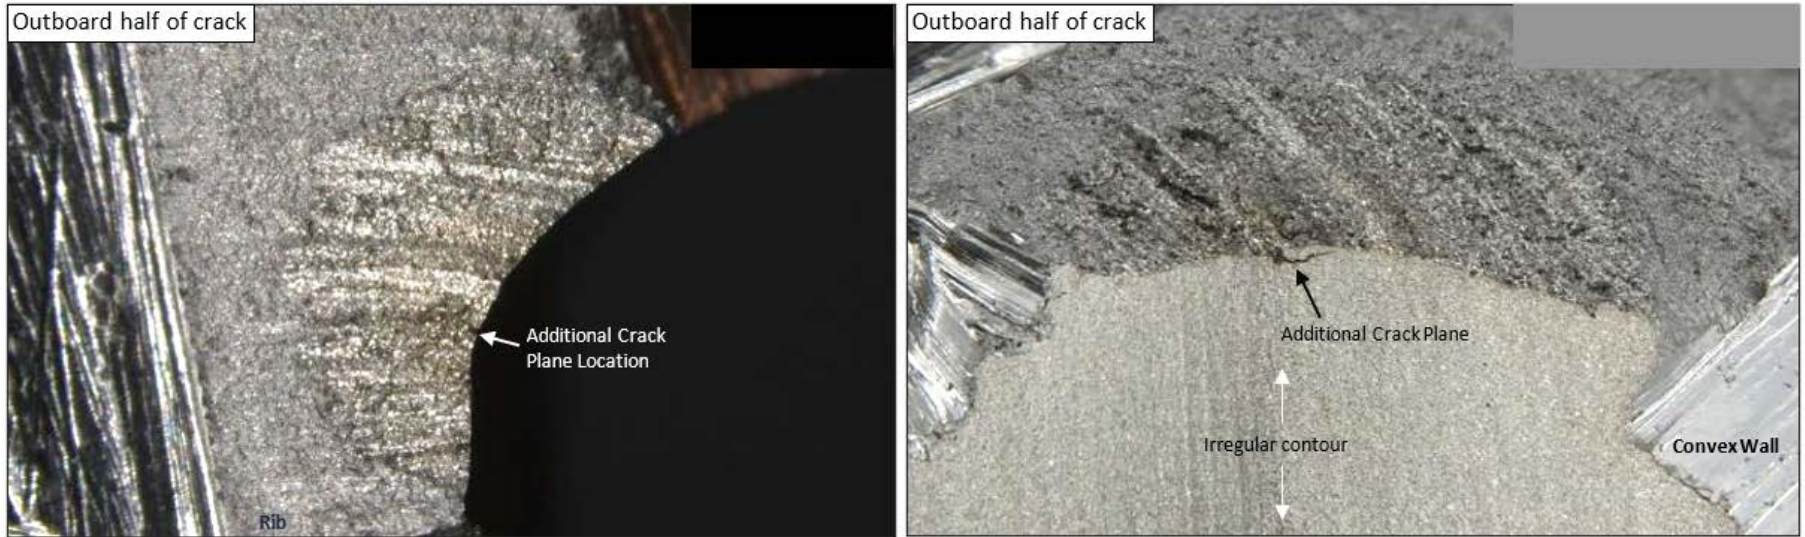 Outboard half of crack
Additional Crack
Plane Location
Rib
Outboard half of crack
Additional Crack Plane
Irregular contour
Convex Wall